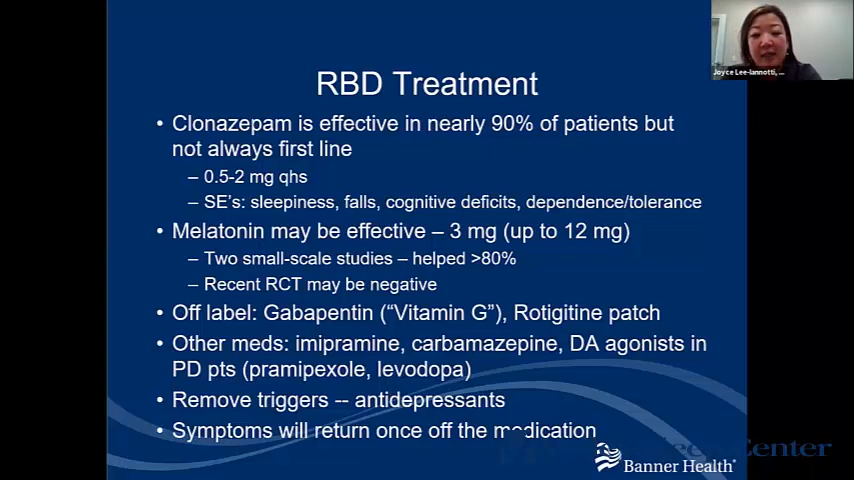 Joyce Lee-Iannotti, ...
RBD Treatment
• Clonazepam is effective in nearly 90% of patients but
not always first line
– 0.5-2 mg qhs
– SE's: sleepiness, falls, cognitive deficits, dependence/tolerance
• Melatonin may be effective – 3 mg (up to 12 mg)
– Two small-scale studies – helped >80%
– Recent RCT may be negative
• Off label: Gabapentin ("Vitamin G"), Rotigitine patch
• Other meds: imipramine, carbamazepine, DA agonists in
PD pts (pramipexole, levodopa)
• Remove triggers -- antidepressants
• Symptoms will return once off the medication
Center
Banner Health